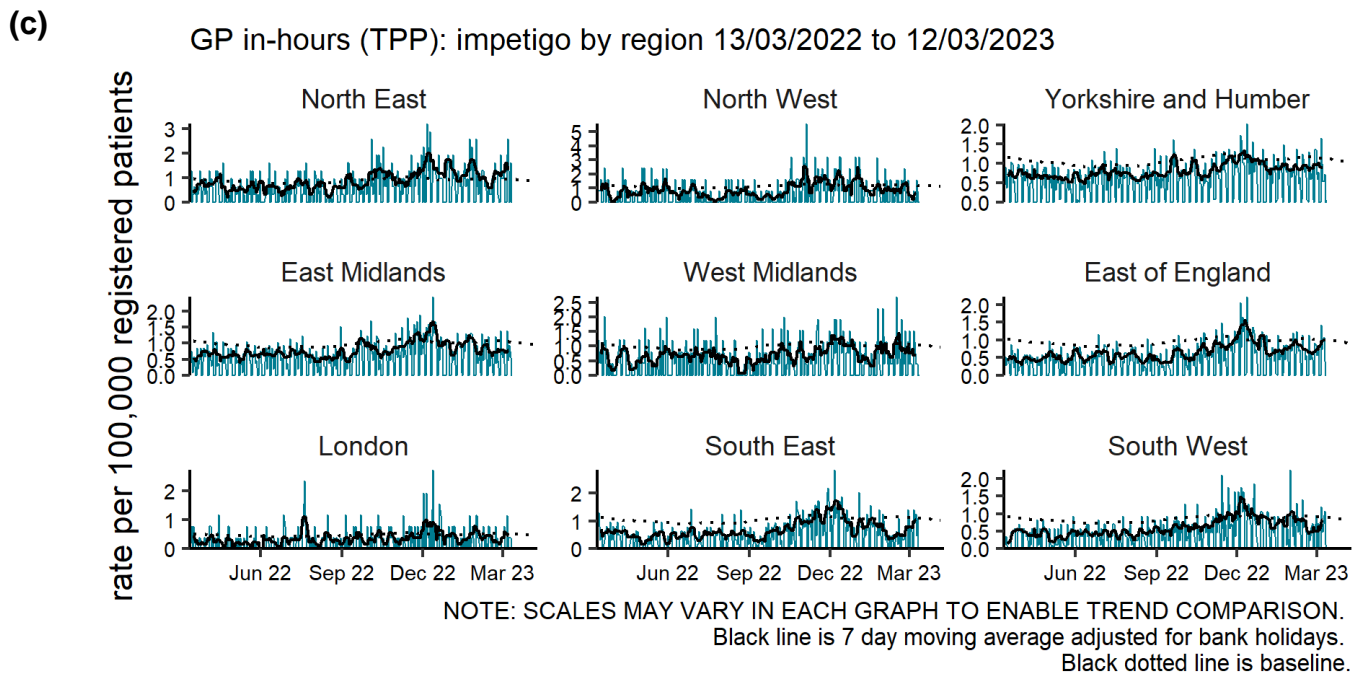 (c)
GP in-hours (TPP): impetigo by region 13/03/2022 to 12/03/2023
rate per 100,000 registered patients
North East
3
2
1
0
North West
5
4
3
2
1
0
Yorkshire and Humber
2.0
1.5
1.0
0.5
0.0
East Midlands
2.0
1.5
1.0
0.5
0.0
West Midlands
2.5
2.0
1.5
1.0
0.5
0.0
East of England
2.0
1.5
1.0
0.5
0.0
London
2
1
0
Jun 22 Sep 22 Dec 22 Mar 23
South East
2
1
0
Jun 22 Sep 22 Dec 22 Mar 23
South West
2.0
1.5
1.0
0.5
0.0
Jun 22 Sep 22 Dec 22 Mar 23
NOTE: SCALES MAY VARY IN EACH GRAPH TO ENABLE TREND COMPARISON.
Black line is 7 day moving average adjusted for bank holidays.
Black dotted line is baseline.